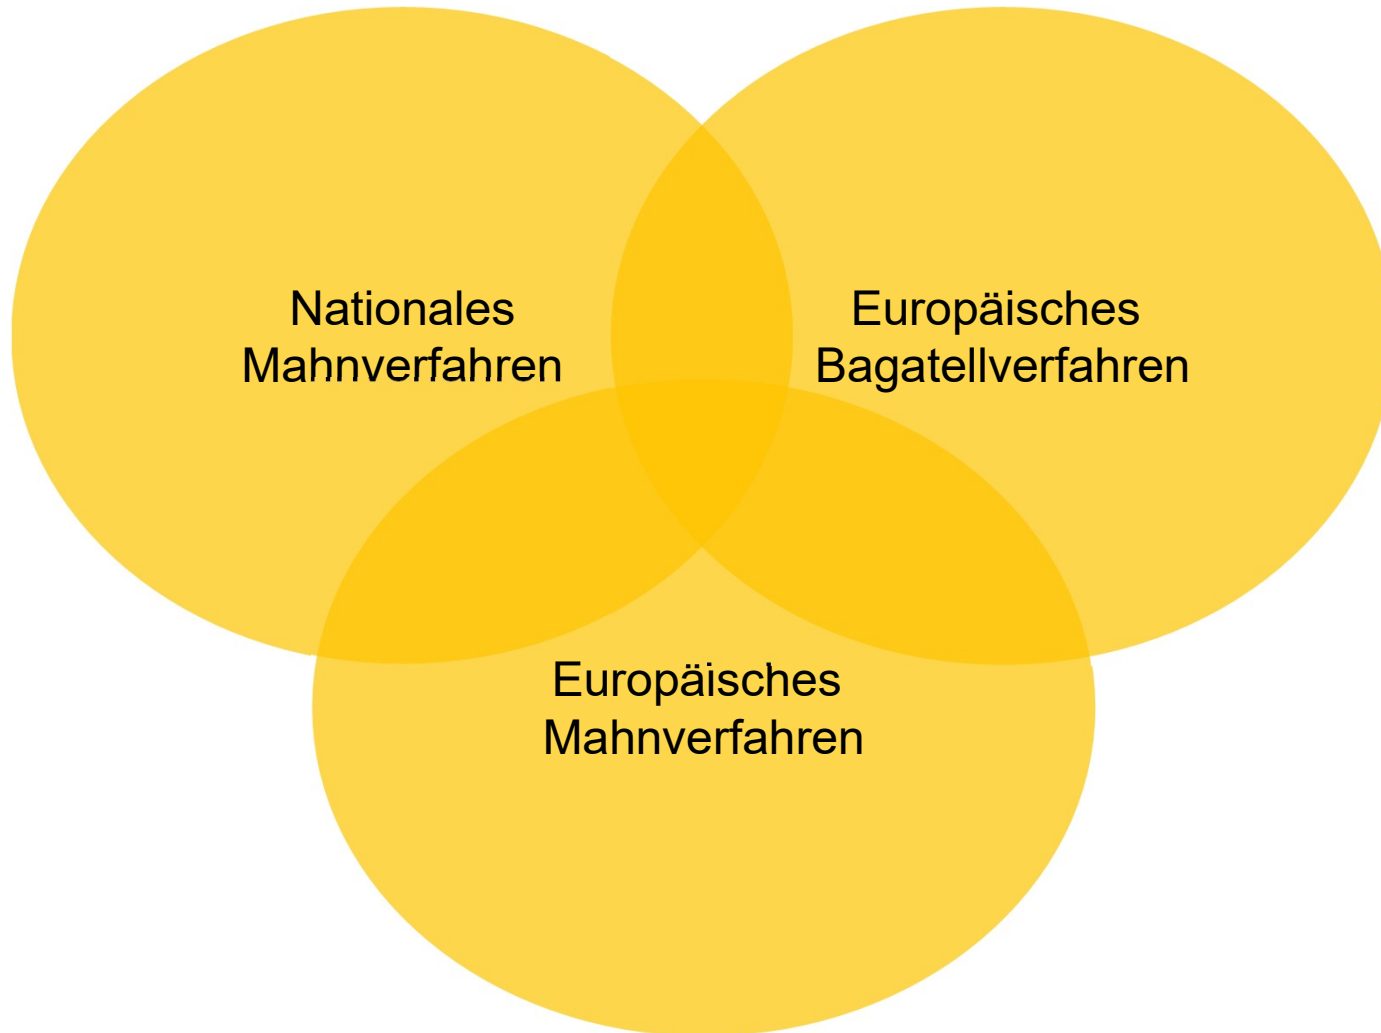 Nationales
Mahnverfahren
Europäisches
Bagatellverfahren
Europäisches
Mahnverfahren